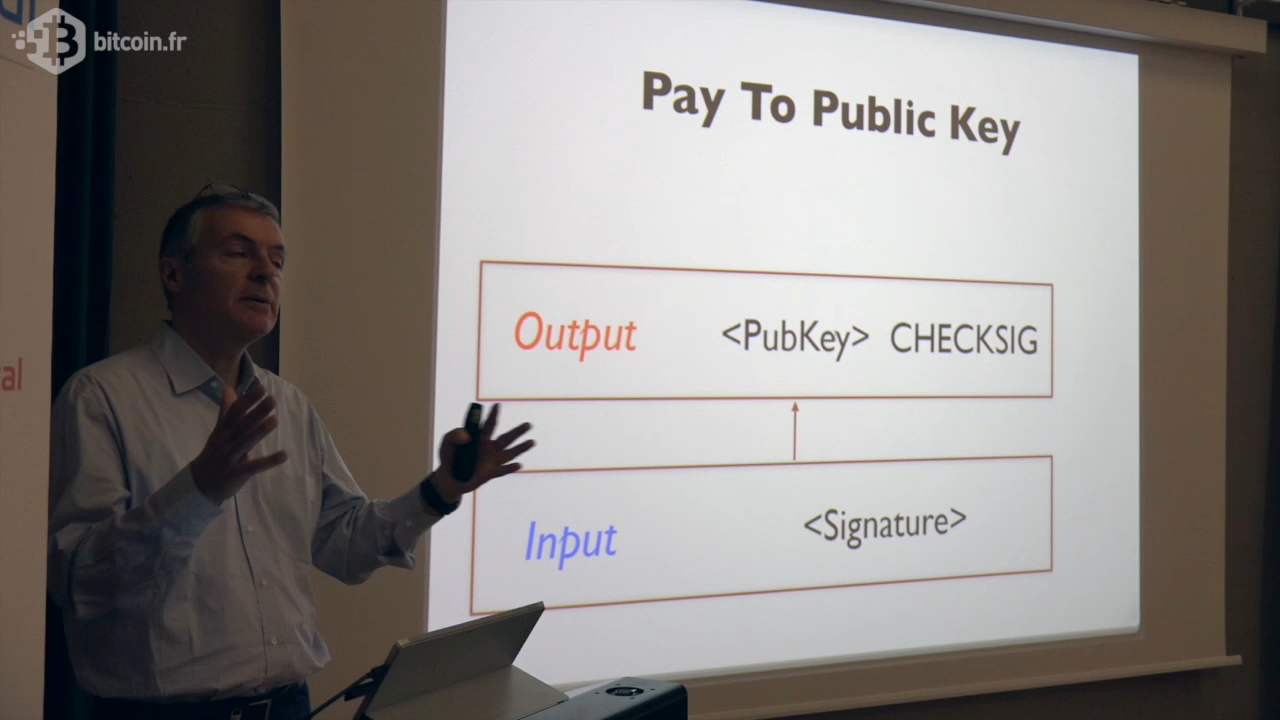 bitcoin.fr
Pay To Public Key
Output <PubKey> CHECKSIG
Input <Signature>
al